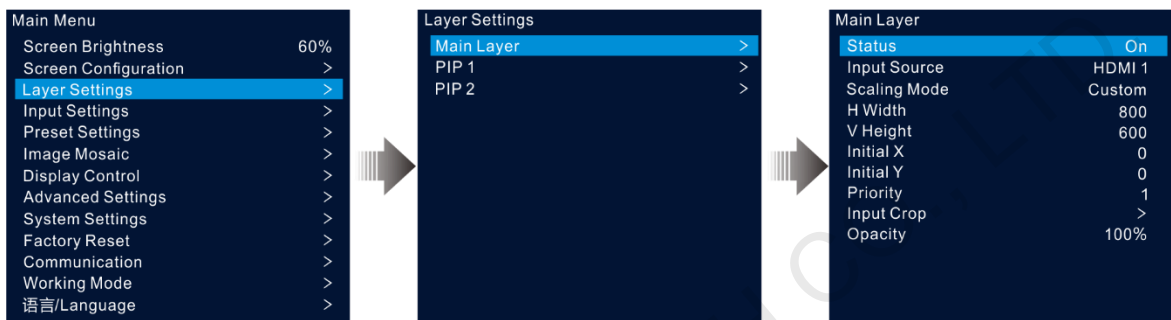 Main Menu
Screen Brightness 60%
Screen Configuration >
Layer Settings >
Input Settings >
Preset Settings >
Image Mosaic >
Display Control >
Advanced Settings >
System Settings >
Factory Reset >
Communication >
Working Mode >
语言/Language >
Layer Settings
Main Layer >
PIP 1 >
PIP 2 >
Main Layer
Status On
Input Source HDMI 1
Scaling Mode Custom
H Width 800
V Height 600
Initial X 0
Initial Y 0
Priority 1
Input Crop >
Opacity 100%